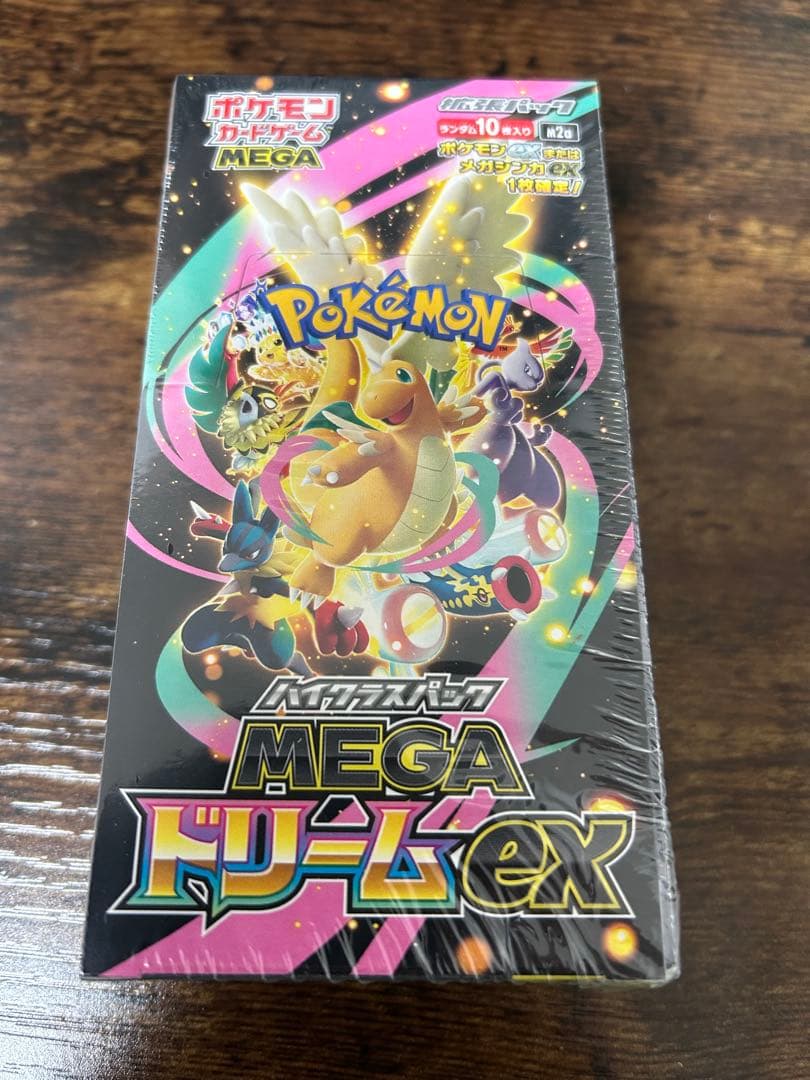 ポケモン
カードゲーム
MEGA
拡張パック
ランダム10枚入り m2a
ポケモンexまたは
メガシンカex
1枚確定!
POKÉMON
ハイクラスパック
MEGA
ドリームex